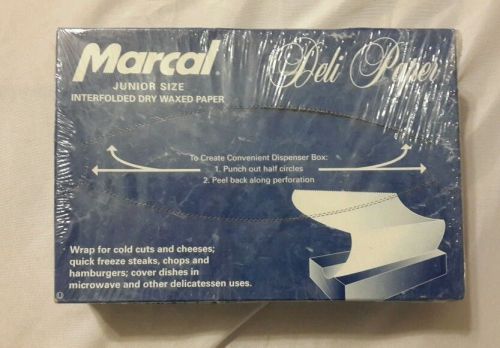 Marcal
Deli Paper
JUNIOR SIZE
INTERFOLDED DRY WAXED PAPER
To Create Convenient Dispenser Box:
1. Punch out half circles
2. Peel back along perforation
Wrap for cold cuts and cheeses;
quick freeze steaks, chops and
hamburgers; cover dishes in
microwave and other delicatessen uses.